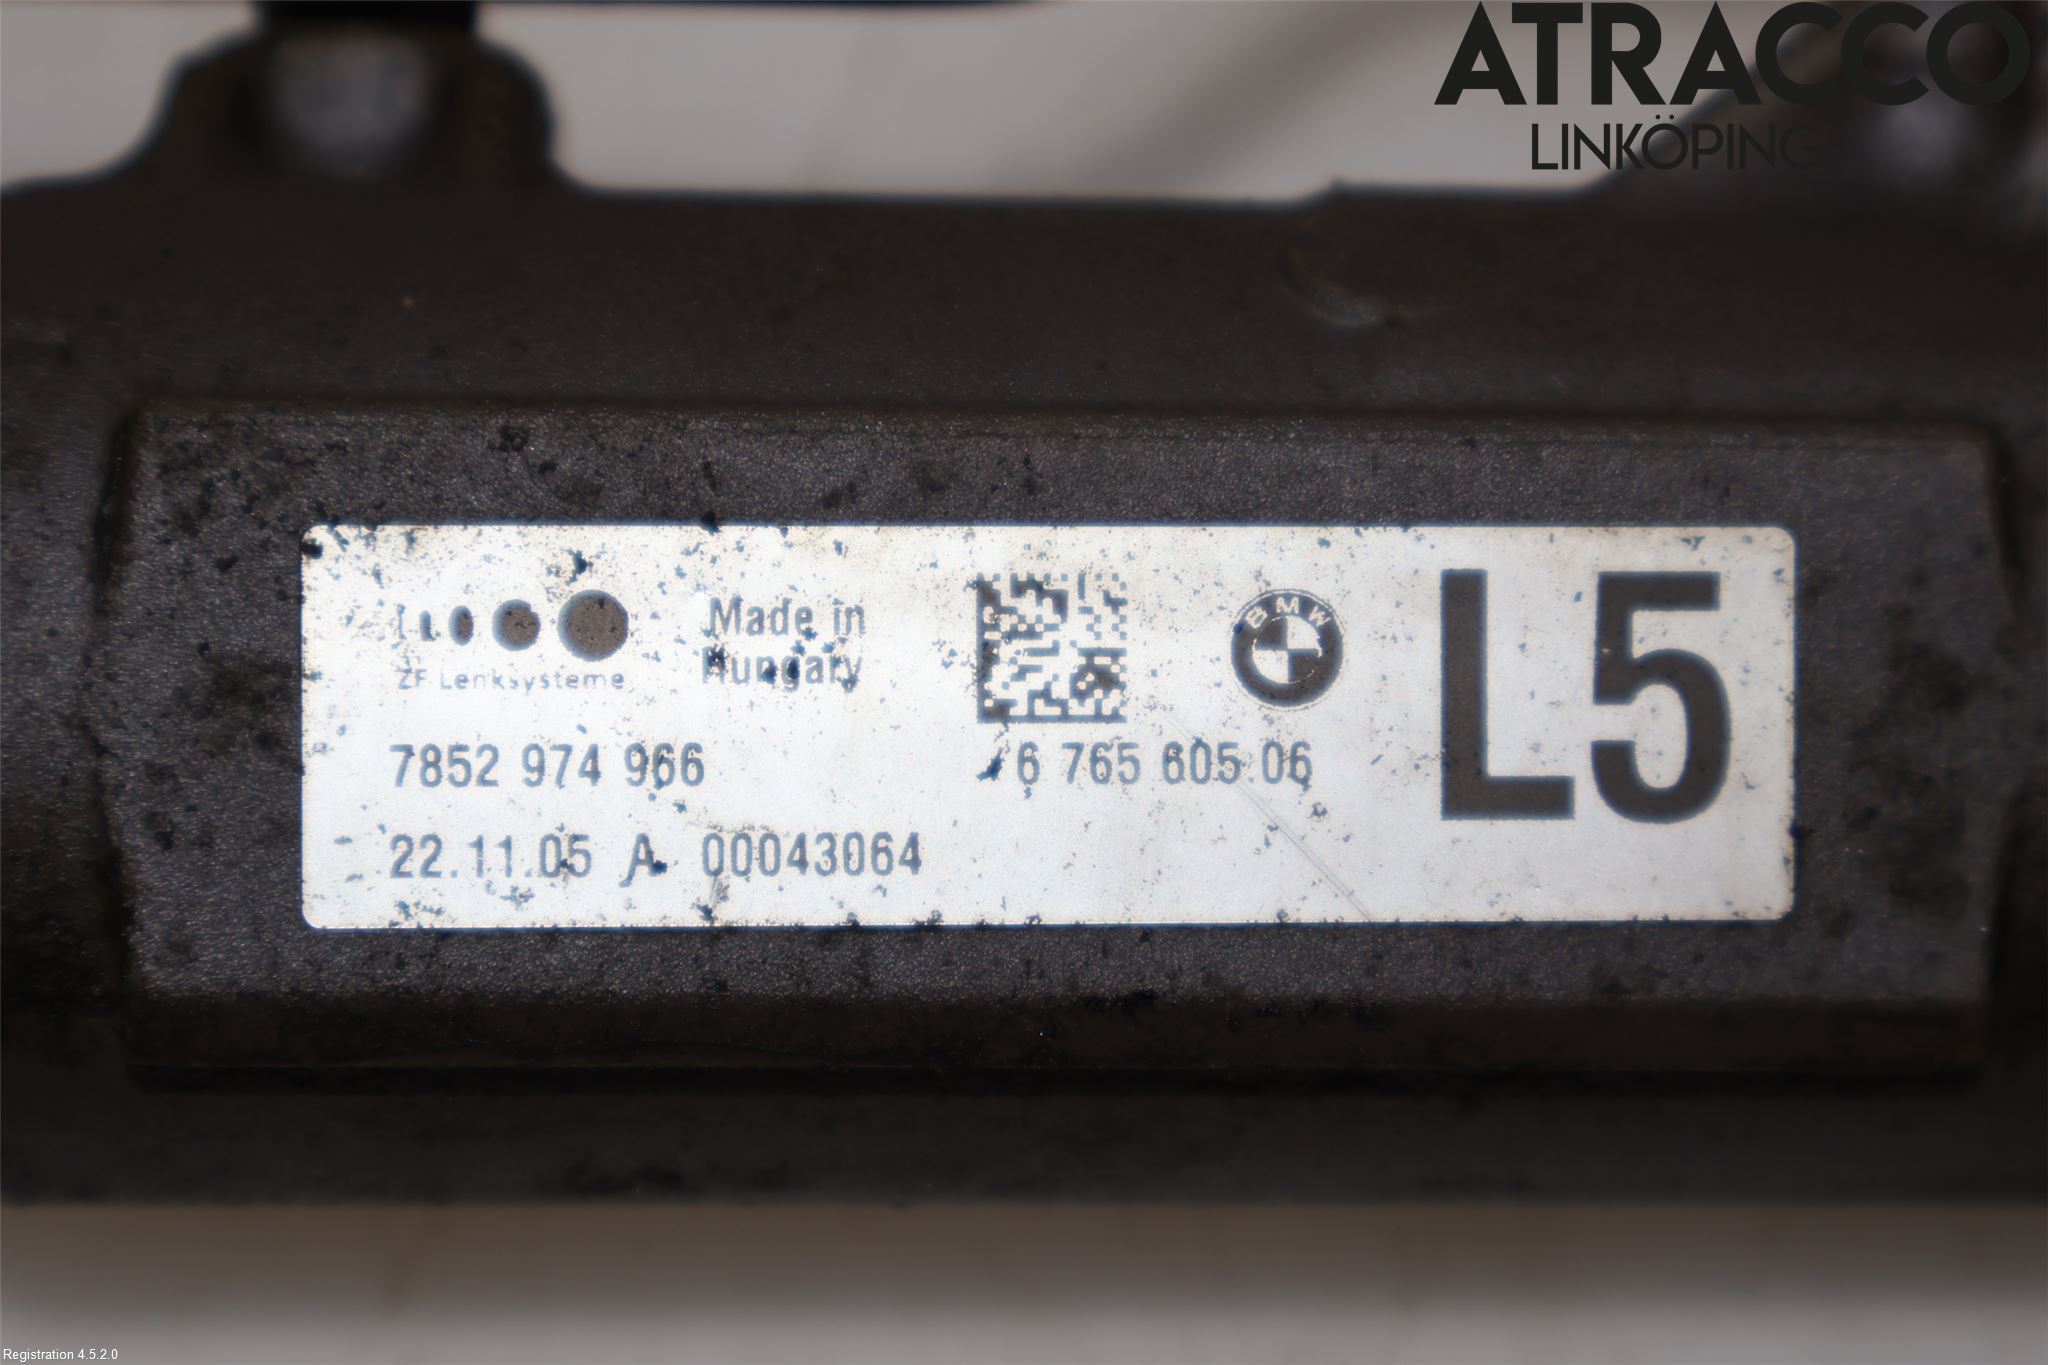 ATRACCO
LINKÖPING
ZF Lenksysteme
Made in
Hungary
BMW
L5
7852 974 966
6 765 605.06
22.11.05 A 00043064
Registration 4.5.2.0